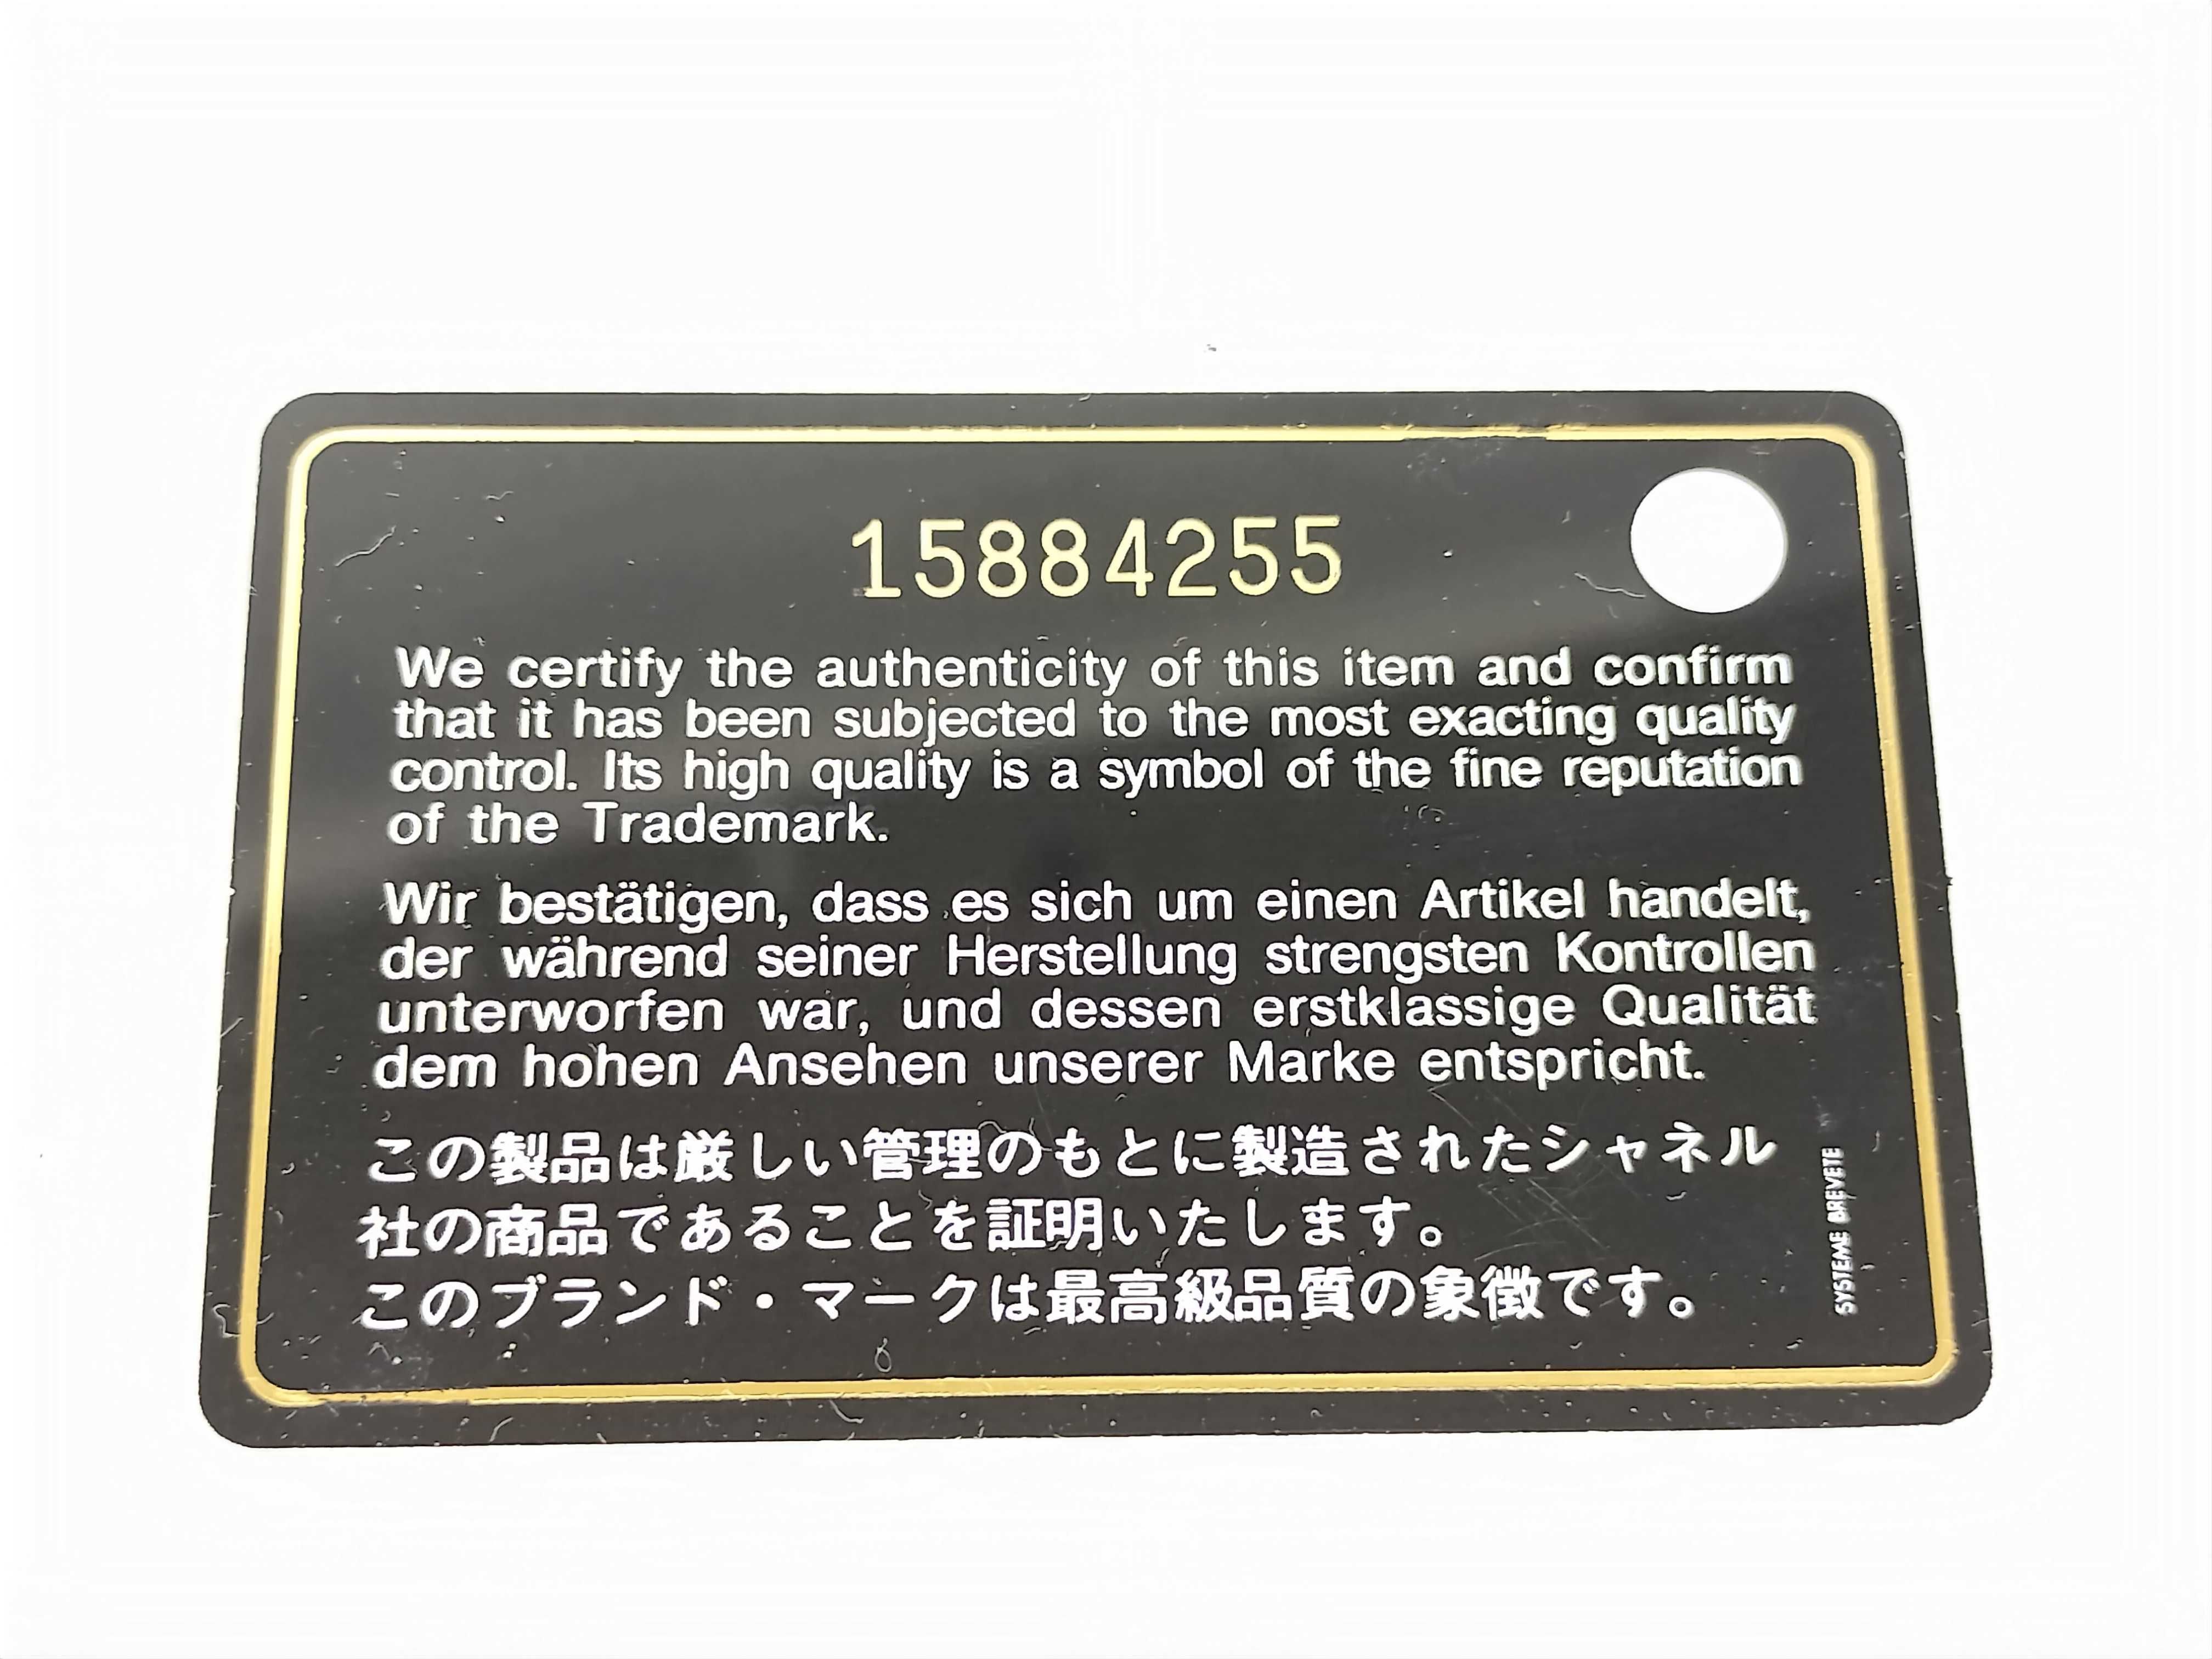 15884255
We certify the authenticity of this item and confirm
that it has been subjected to the most exacting quality
control. Its high quality is a symbol of the fine reputation
of the Trademark.
Wir bestätigen, dass es sich um einen Artikel handelt,
der während seiner Herstellung strengsten Kontrollen
unterworfen war, und dessen erstklassige Qualität
dem hohen Ansehen unserer Marke entspricht.
この製品は厳しい管理のもとに製造されたシャネル
社の商品であることを証明いたします。
このブランド・マークは最高級品質の象徴です。
SYSTEME BREVETE